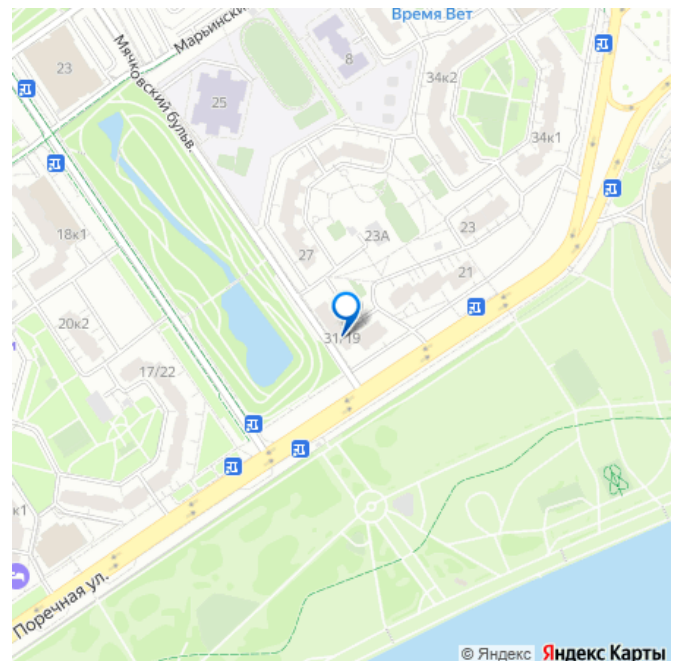 Время Вет
Марьински
8
23
34к2
Мячковский бульв.
25
34к1
18к1
23А
23
27
21
20к2
31/19
и
17/22
к1
Поречная ул.
© Яндекс Яндекс Карты